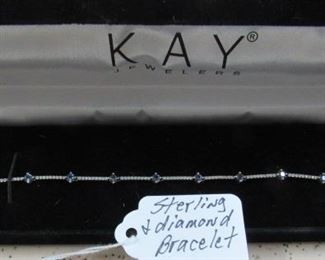 KAY®
JEWELERS
Sterling
& diamond
Bracelet